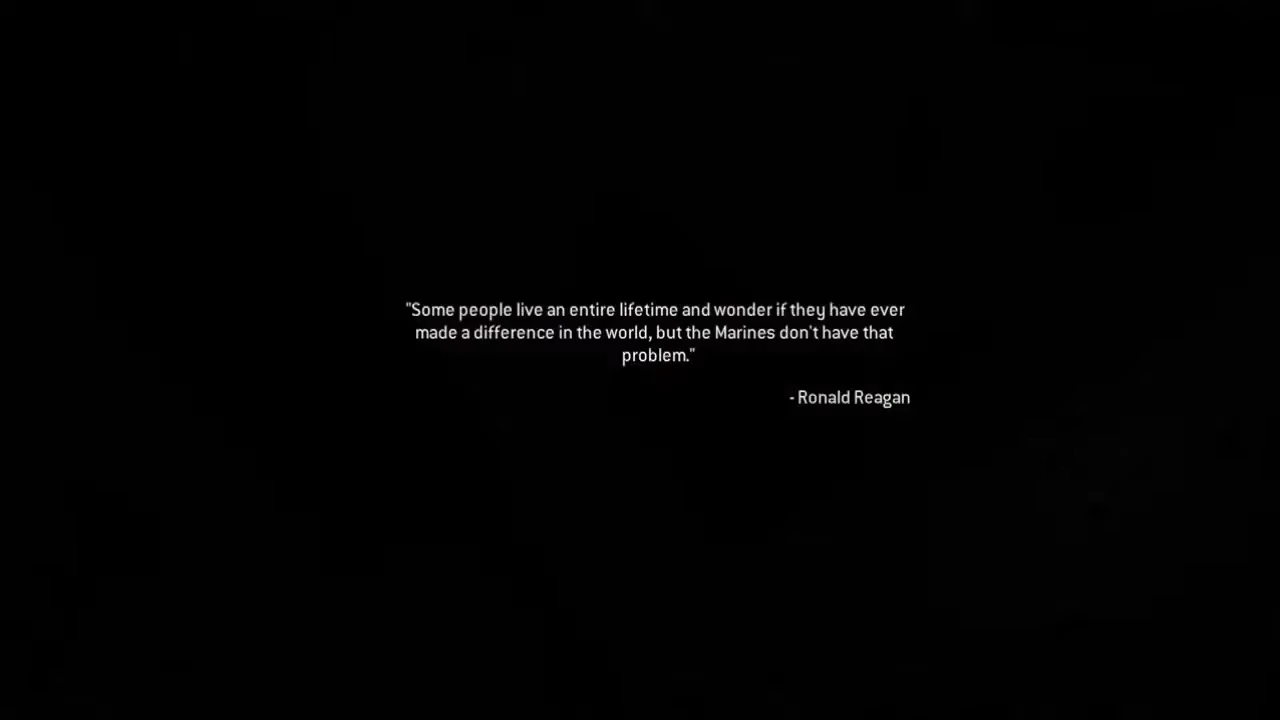 "Some people live an entire lifetime and wonder if they have ever
made a difference in the world, but the Marines don't have that
problem."
- Ronald Reagan